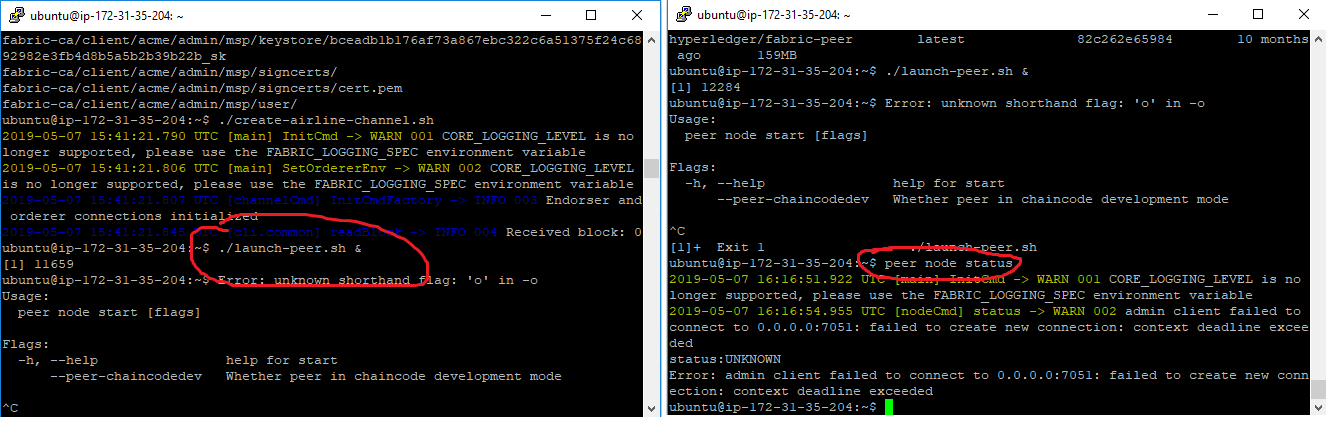 ubuntu@ip-172-31-35-204: ~
fabric-ca/client/acme/admin/msp/keystore/bceadb1b176af73a867ebc322c6a51375f24c68
92982e3fb4d8b5a5b2b39b22b_sk
fabric-ca/client/acme/admin/msp/signcerts/
fabric-ca/client/acme/admin/msp/signcerts/cert.pem
fabric-ca/client/acme/admin/msp/user/
ubuntu@ip-172-31-35-204:~$ ./create-airline-channel.sh
2019-05-07 15:41:21.790 UTC [main] InitCmd -> WARN 001 CORE_LOGGING_LEVEL is no
longer supported, please use the FABRIC_LOGGING_SPEC environment variable
2019-05-07 15:41:21.806 UTC [main] SetOrdererEnv -> WARN 002 CORE_LOGGING_LEVEL
is no longer supported, please use the FABRIC_LOGGING_SPEC environment variable
2019-05-07 15:41:21.807 UTC [channelCmd] InitCmdFactory -> INFO 003 Endorser and
orderer connections initialized
2019-05-07 15:41:21.848 UTC [cli.common] readBlock -> INFO 004 Received block: 0
ubuntu@ip-172-31-35-204:~$ ./launch-peer.sh &
[1] 11659
ubuntu@ip-172-31-35-204:~$ Error: unknown shorthand flag: 'o' in -o
Usage:
peer node start [flags]
Flags:
-h, --help help for start
--peer-chaincodedev Whether peer in chaincode development mode
^C
ubuntu@ip-172-31-35-204: ~
hyperledger/fabric-peer latest 82c262e65984 10 months
ago 159MB
ubuntu@ip-172-31-35-204:~$ ./launch-peer.sh &
[1] 12284
ubuntu@ip-172-31-35-204:~$ Error: unknown shorthand flag: 'o' in -o
Usage:
peer node start [flags]
Flags:
-h, --help help for start
--peer-chaincodedev Whether peer in chaincode development mode
^C
[1]+ Exit 1 ./launch-peer.sh
ubuntu@ip-172-31-35-204:~$ peer node status
2019-05-07 16:16:51.922 UTC [main] InitCmd -> WARN 001 CORE_LOGGING_LEVEL is no
longer supported, please use the FABRIC_LOGGING_SPEC environment variable
2019-05-07 16:16:54.955 UTC [nodeCmd] status -> WARN 002 admin client failed to
connect to 0.0.0.0:7051: failed to create new connection: context deadline excee
ded
status:UNKNOWN
Error: admin client failed to connect to 0.0.0.0:7051: failed to create new conn
ection: context deadline exceeded
ubuntu@ip-172-31-35-204:~$